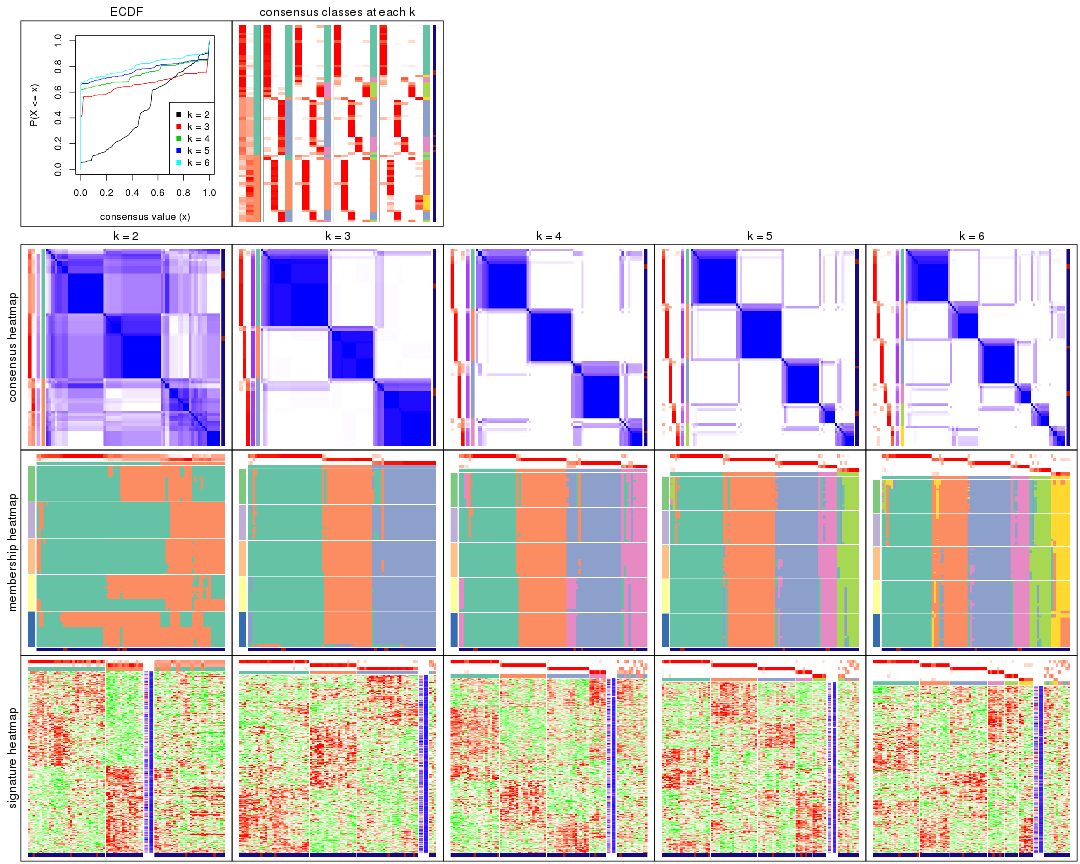 ECDF
consensus classes at each k
P(X <= x)
0.0 0.2 0.4 0.6 0.8 1.0
k = 2
k = 3
k = 4
k = 5
k = 6
0.0 0.2 0.4 0.6 0.8 1.0
consensus value (x)
k = 2
k = 3
k = 4
k = 5
k = 6
consensus heatmap
membership heatmap
signature heatmap